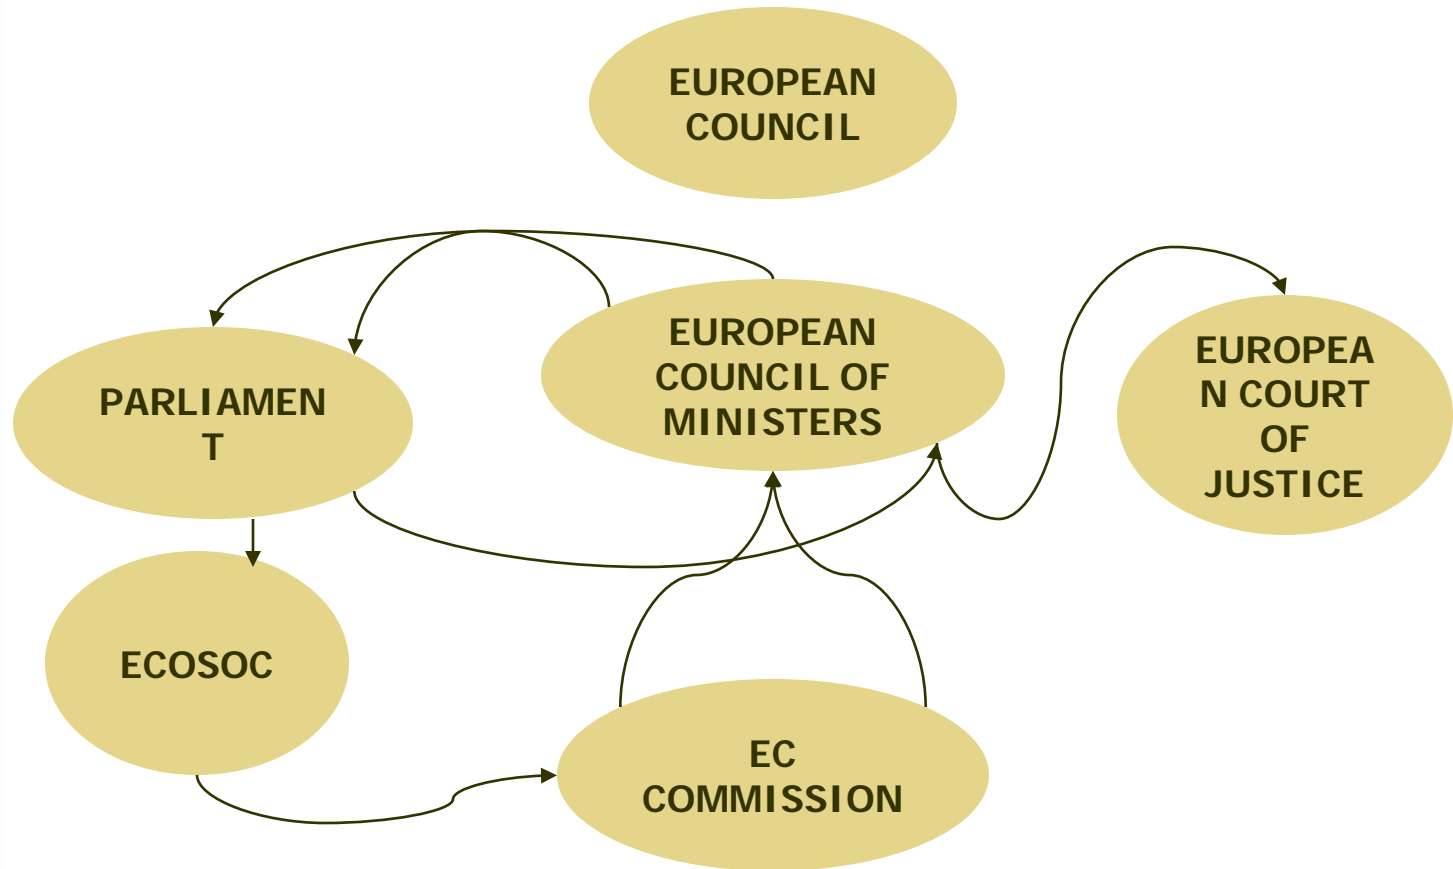 EUROPEAN
COUNCIL
EUROPEAN
COUNCIL OF
MINISTERS
EUROPEA
N COURT
OF
JUSTICE
PARLIAMEN
T
ECOSOC
EC
COMMISSION